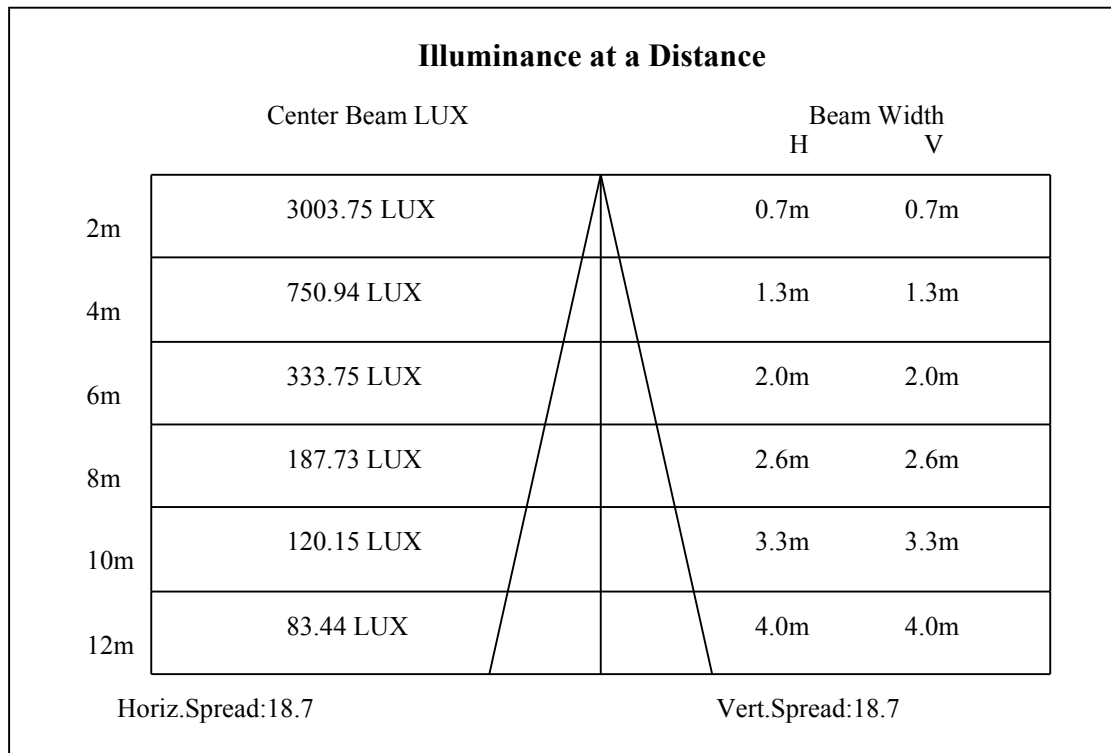 Illuminance at a Distance
Center Beam LUX Beam Width
H V
2m 3003.75 LUX 0.7m 0.7m
4m 750.94 LUX 1.3m 1.3m
6m 333.75 LUX 2.0m 2.0m
8m 187.73 LUX 2.6m 2.6m
10m 120.15 LUX 3.3m 3.3m
12m 83.44 LUX 4.0m 4.0m
Horiz.Spread:18.7 Vert.Spread:18.7